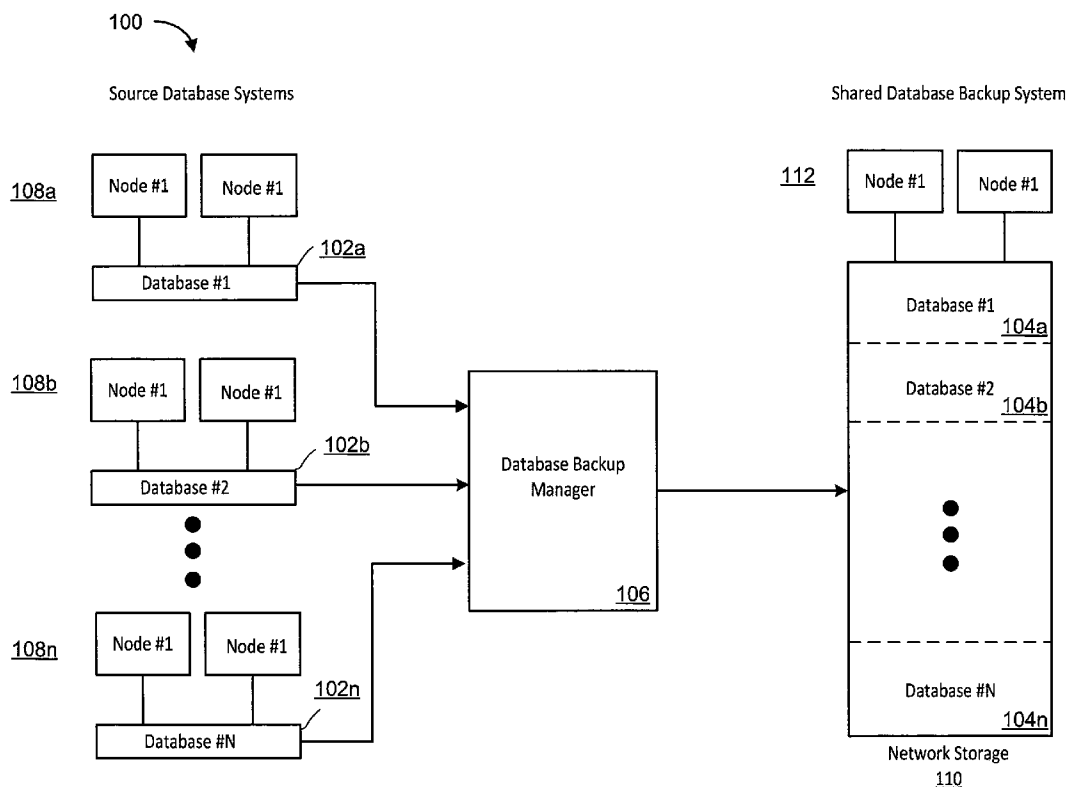 100
Source Database Systems
Shared Database Backup System
108a
Node #1
Node #1
102a
Database #1
112
Node #1
Node #1
Database #1
104a
Database #2
104b
108b
Node #1
Node #1
102b
Database #2
Database Backup
Manager
106
108n
Node #1
Node #1
102n
Database #N
Database #N
104n
Network Storage
110